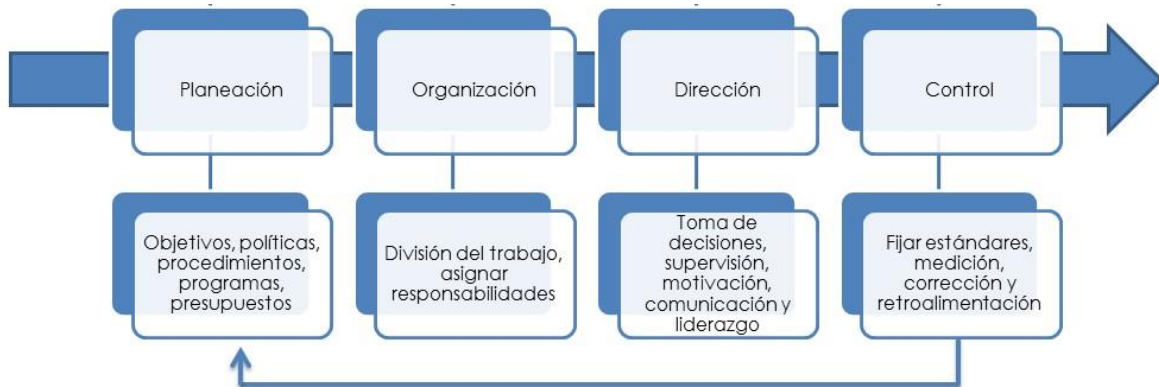 Planeación
Organización
Dirección
Control
Objetivos, políticas,
procedimientos,
programas,
presupuestos
División del trabajo,
asignar
responsabilidades
Toma de
decisiones,
supervisión,
motivación,
comunicación y
liderazgo
Fijar estándares,
medición,
corrección y
retroalimentación